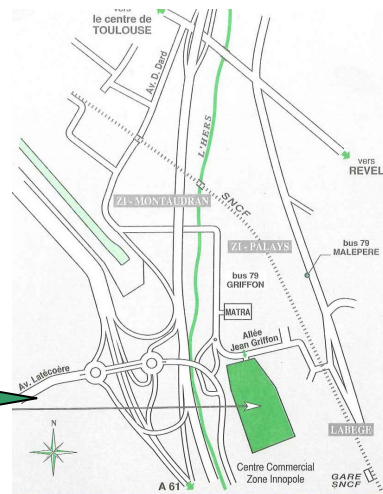 vers
le centre de
TOULOUSE
Av. D. Dard
L'HERS
vers
REVEL
SNCF
ZI - MONTAUDRAN
ZI - PALAYS
bus 79
MALEPERE
bus 79
GRIFFON
MATRA
Allée
Jean Griffon
Av. Latécoère
N
LABEGE
Centre Commercial
Zone Innopole
A 61
GARE
SNCF